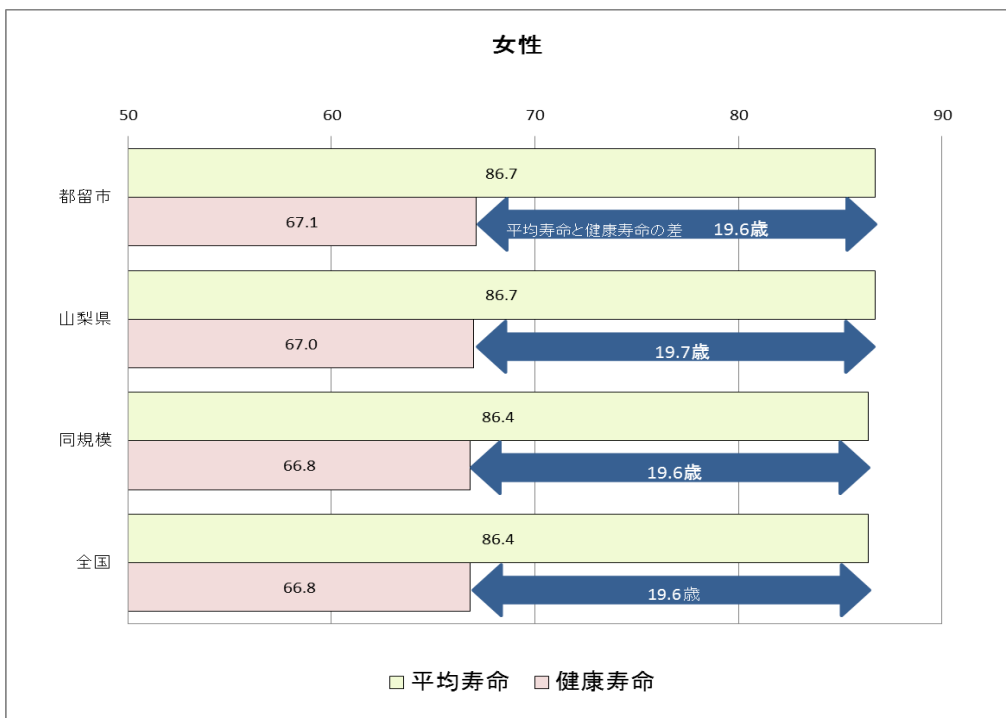 女性
50 60 70 80 90
都留市
86.7
67.1
平均寿命と健康寿命の差 19.6歳
山梨県
86.7
67.0
19.7歳
同規模
86.4
66.8
19.6歳
全国
86.4
66.8
19.6歳
平均寿命 健康寿命